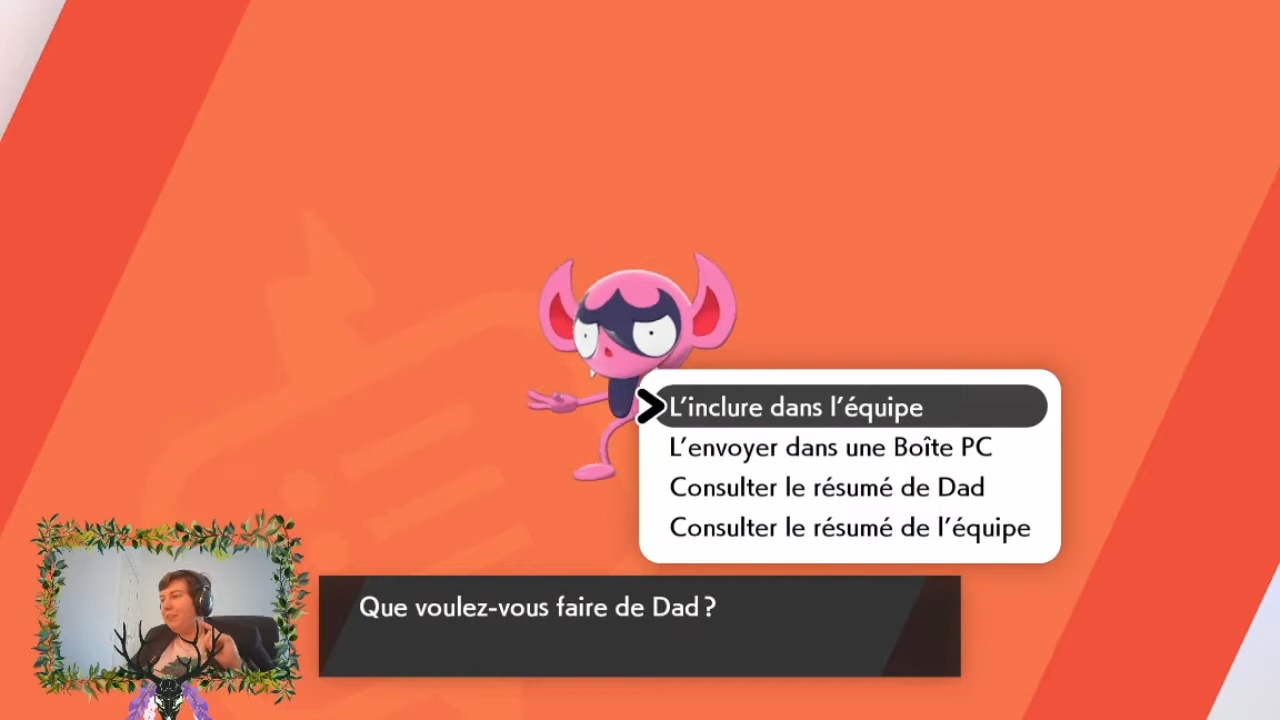 L'inclure dans l'équipe
L'envoyer dans une Boîte PC
Consulter le résumé de Dad
Consulter le résumé de l'équipe
Que voulez-vous faire de Dad ?